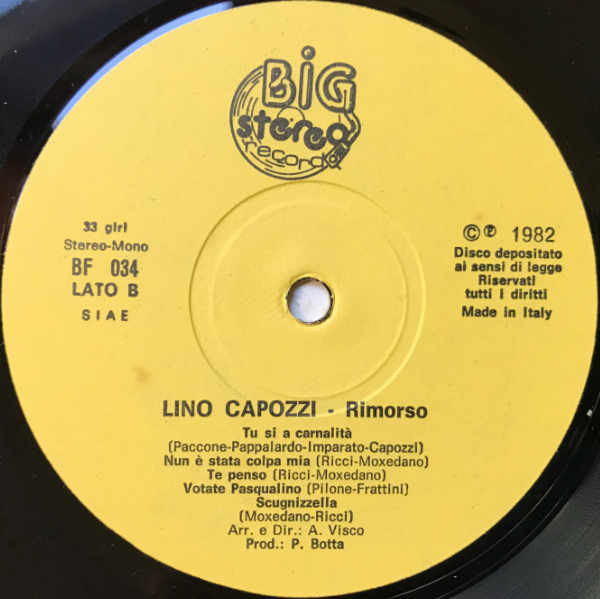 BiG
stereo
record
33 giri
Stereo-Mono
BF 034
LATO B
SIAE
© ℗ 1982
Disco depositato
ai sensi di legge
Riservati
tutti i diritti
Made in Italy
LINO CAPOZZI - Rimorso
Tu si a carnalità
(Paccone-Pappalardo-Imparato-Capozzi)
Nun è stata colpa mia (Ricci-Moxedano)
Te penso (Ricci-Moxedano)
Votate Pasqualino (Pilone-Frattini)
Scugnizzella
(Moxedano-Ricci)
Arr. e Dir.: A. Visco
Prod.: P. Botta